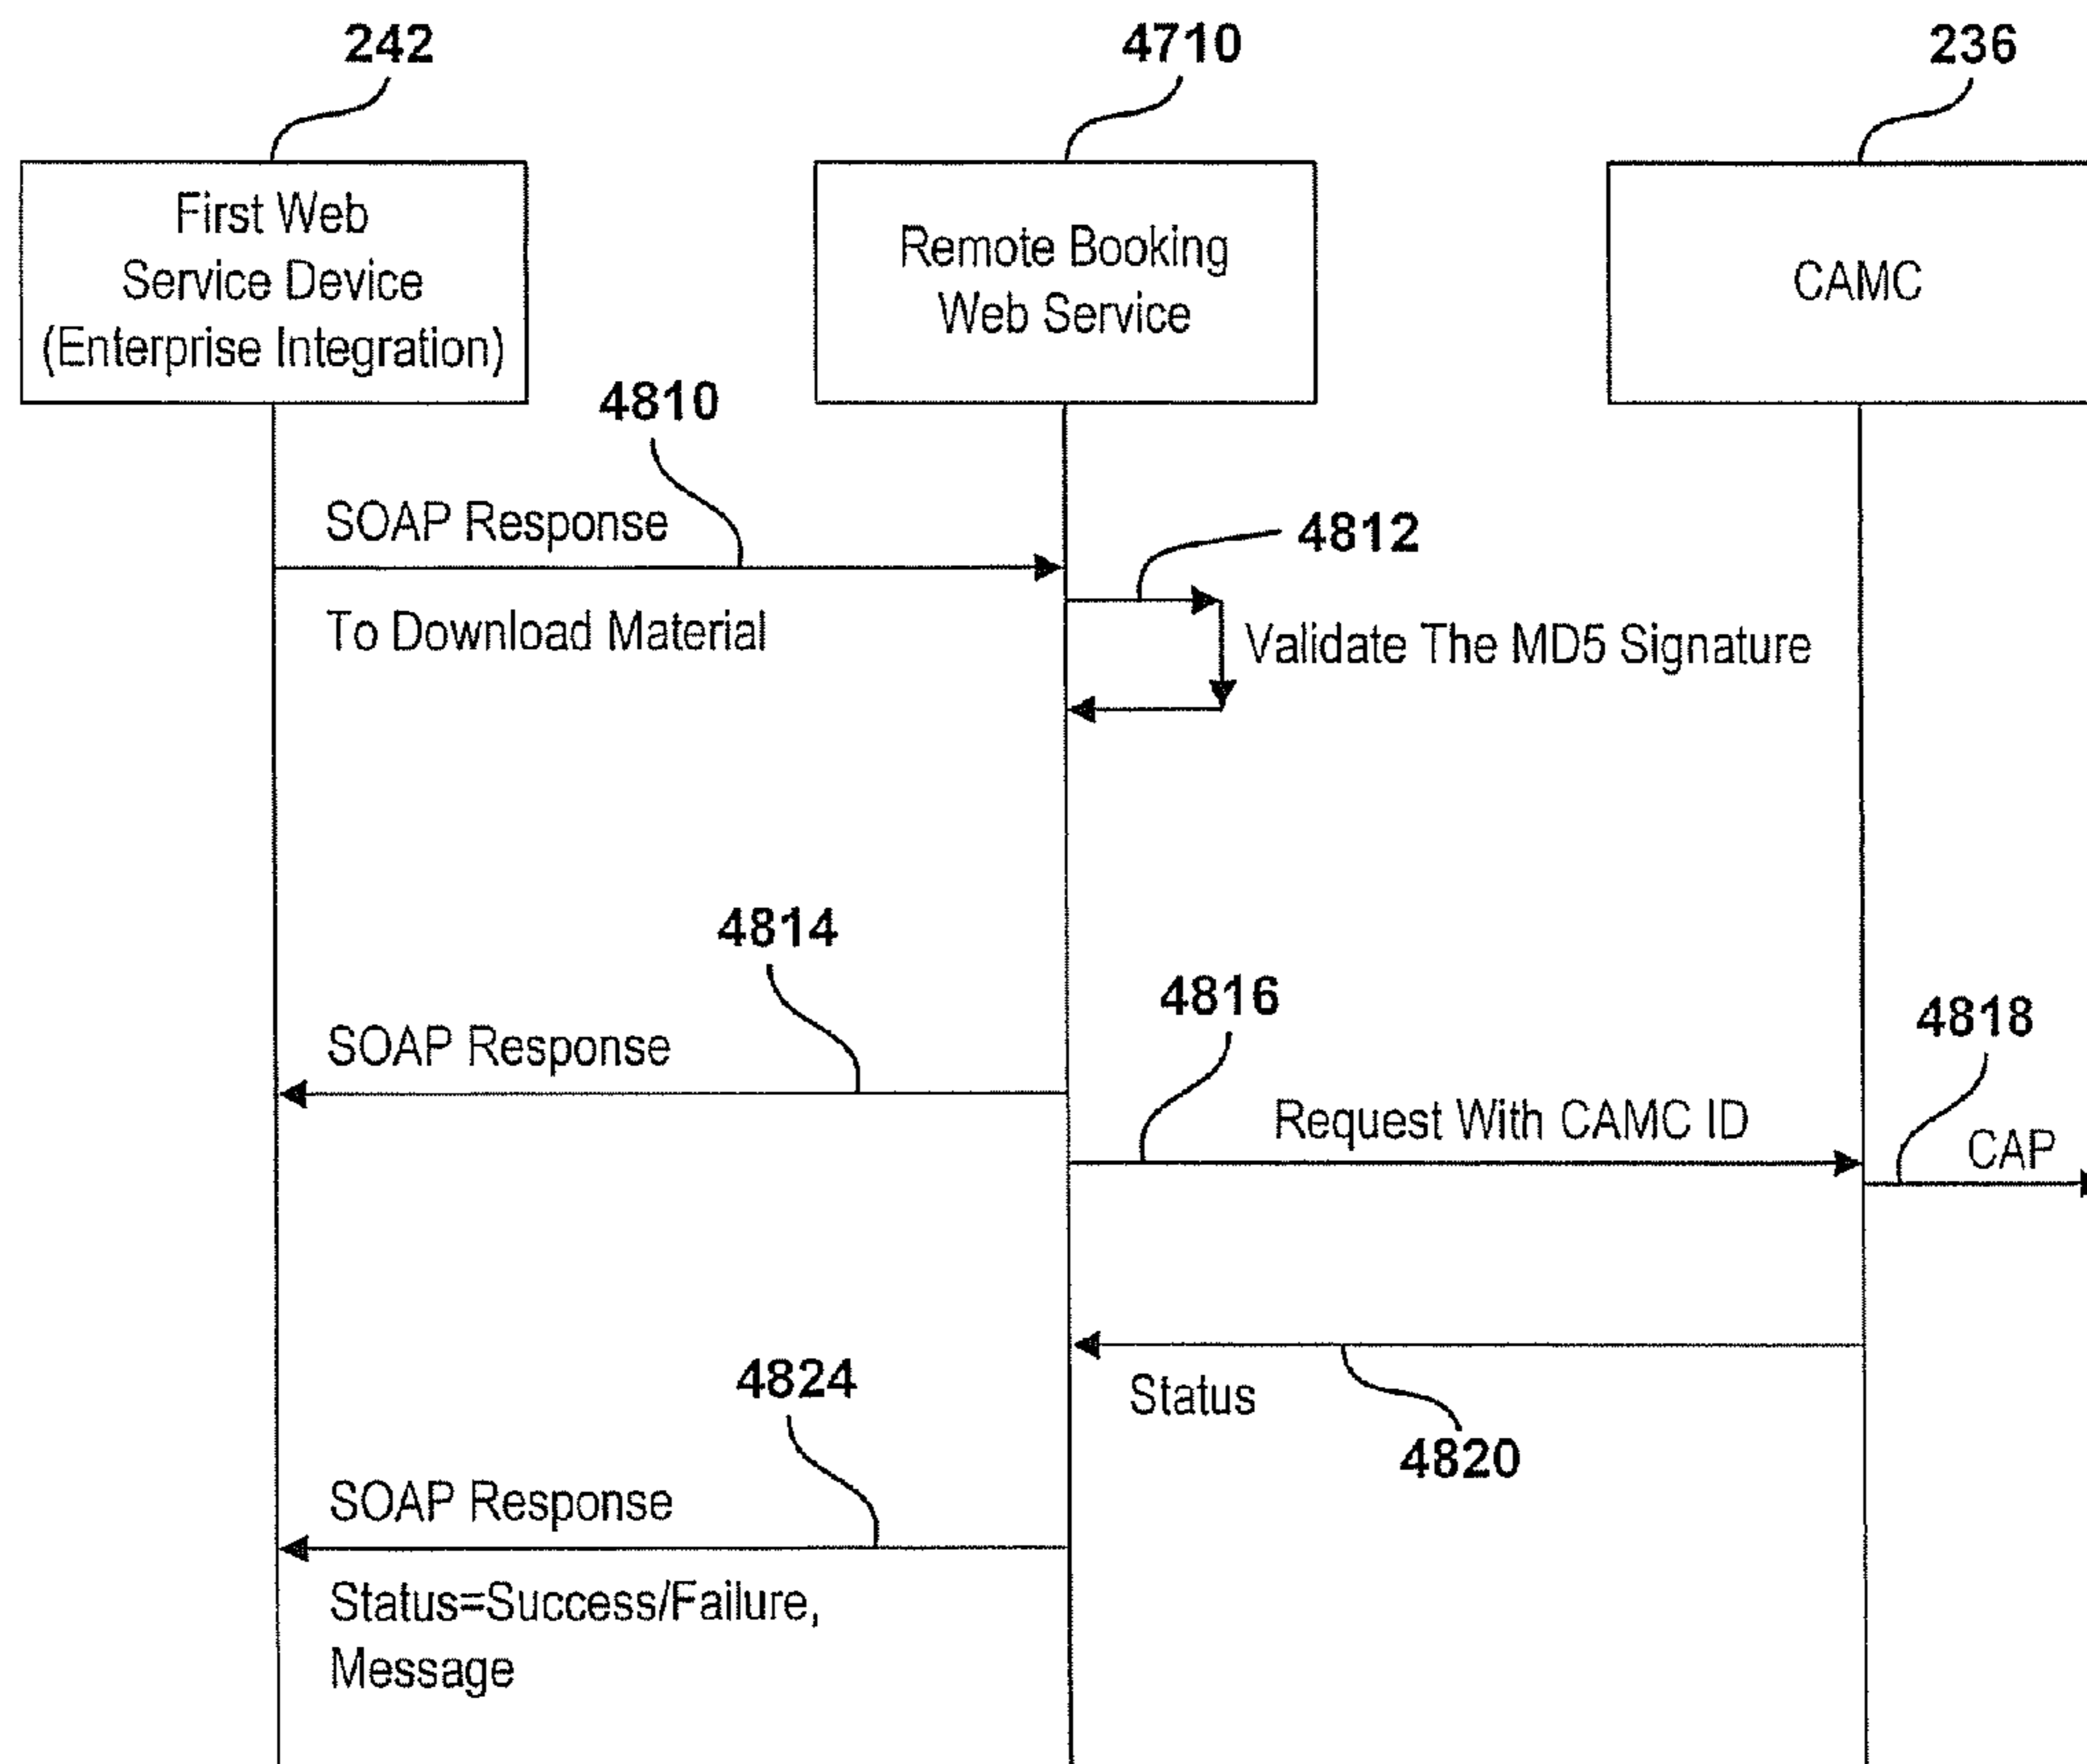 242
4710
236
First Web
Service Device
(Enterprise Integration)
Remote Booking
Web Service
CAMC
4810
SOAP Response
4812
To Download Material
Validate The MD5 Signature
4814
4816
4818
SOAP Response
Request With CAMC ID
CAP
4824
Status
4820
SOAP Response
Status=Success/Failure,
Message